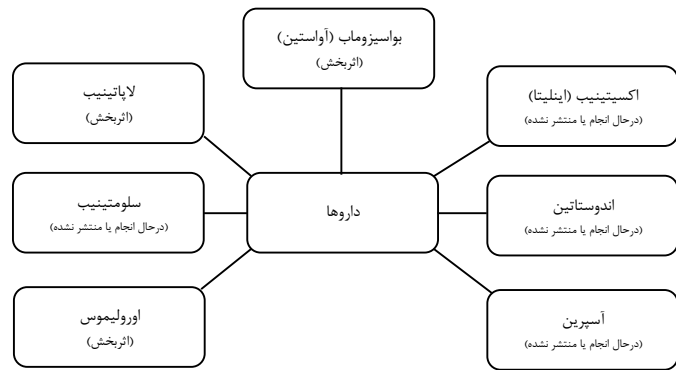 بواسیزوماب (آواستین)
(اثربخش)
اکسیتینیب (اینلیتا)
(درحال انجام یا منتشر نشده)
لاپاتینیب
(اثربخش)
داروها
اندوستاتین
(درحال انجام یا منتشر نشده)
سلومتینیب
(درحال انجام یا منتشر نشده)
آسپرین
(درحال انجام یا منتشر نشده)
اورولیموس
(اثربخش)